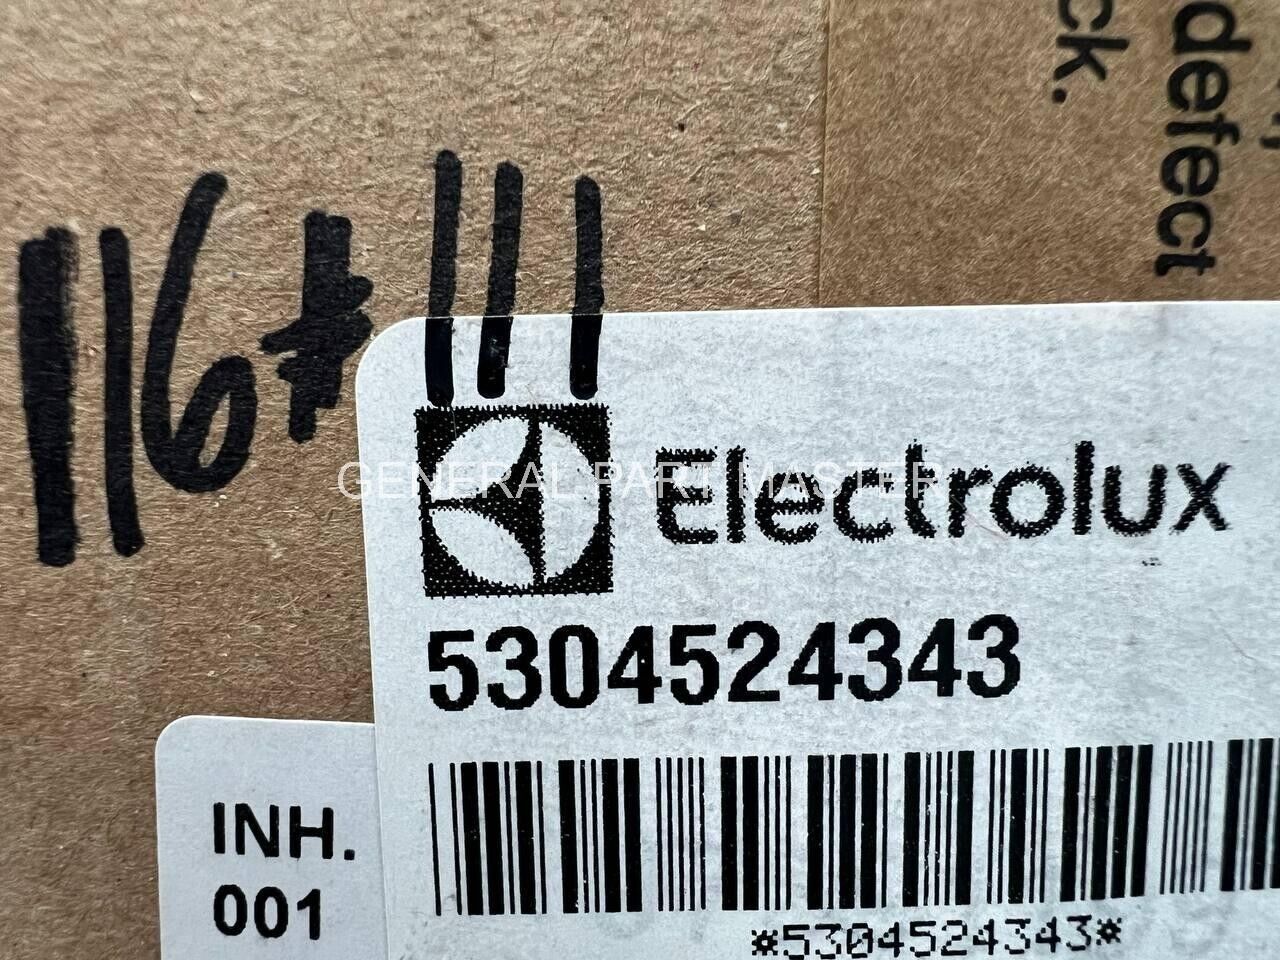 ck.
defect
116* 111
Electrolux
GENERAL PART MASTER
5304524343
INH.
001
*5304524343*